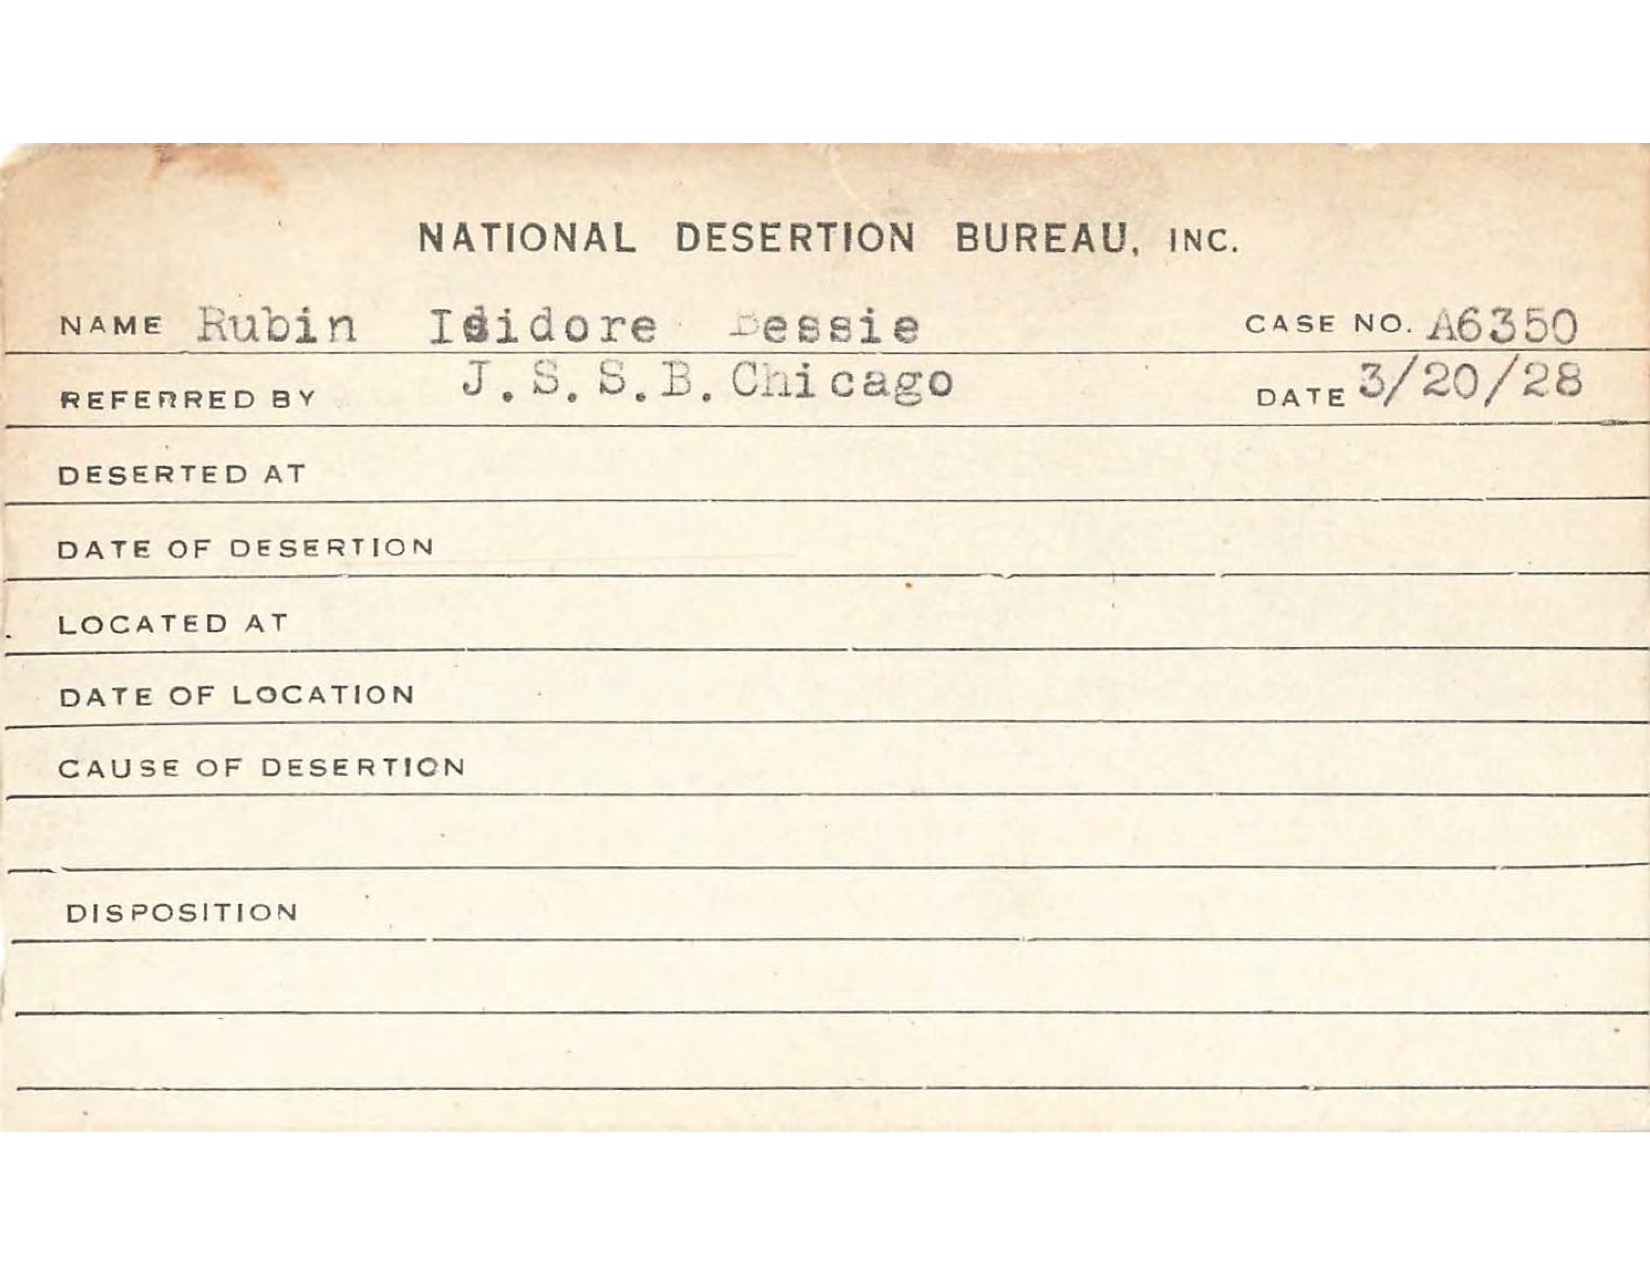 NATIONAL DESERTION BUREAU, INC.
NAME Rubin Isidore Bessie CASE NO. A6350
REFERRED BY J.S.S.B. Chicago DATE 3/20/28
DESERTED AT
DATE OF DESERTION
LOCATED AT
DATE OF LOCATION
CAUSE OF DESERTION
DISPOSITION